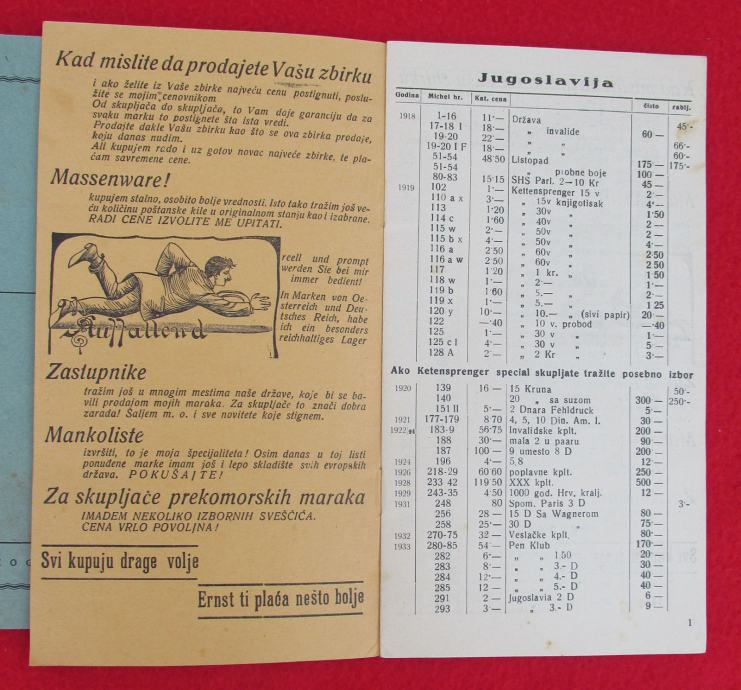 Kad mislite da prodajete Vašu zbirku
i ako želite iz Vaše zbirke najveću cenu postignuti, poslu-
žite se mojim cenovnikom
Od skupljača do skupljača, to Vam daje garanciju da za
svaku marku to postignete šta ista vredi.
Prodajte dakle Vašu zbirku kao što se ova zbirka prodaje,
koju danas nudim.
Ali kupujem rado i uz gotov novac najveće zbirke, te pla-
ćam savremene cene.
Massenware!
kupujem stalno, osobito bolje vrednosti. Isto tako tražim još ve-
ću količinu poštanske kile u originalnom stanju kao i izabrane.
RADI CENE IZVOLITE ME UPITATI.
Auffallend
reell und prompt
werden Sie bei mir
immer bedient!
In Marken von Oe-
sterreich und Deu-
tsches Reich, habe
ich ein besonders
reichhaltiges Lager
Zastupnike
tražim još u mnogim mestima naše države, koje bi se ba-
vili prodajom mojih maraka. Za skupljače to znači dobra
zarada! Šaljem m. o. i sve novitete koje stignem.
Mankoliste
izvršiti, to je moja špecijaliteta! Osim danas u toj listi
ponuđene marke imam još i lepo skladište svih evropskih
država. POKUŠAJTE!
Za skupljače prekomorskih maraka
IMADEM NEKOLIKO IZBORNIH SVEŠČIĆA.
CENA VRLO POVOLJNA!
Svi kupuju drage volje
Ernst ti plaća nešto bolje
Jugoslavija
Godina Michel br. Kat. cena čisto rablj.
1918 1-16 11·— Država 45·-
17-18 I 18·— „ invalide 60 —
19-20 22·— „ „ 66·-
19-20 I F 18·— „ „ 60·-
51-54 48·50 Listopad 175 — 175·-
51-54 „ probne boje 100 —
80-83 15·15 SHS Parl. 2—10 Kr 45 —
1919 102 1·— Kettensprenger 15 v 2·—
110 a x 3·— „ 15v knjigotisak 4·—
113 1·20 „ 30v „ 1·50
114 c 1·60 „ 40v „ 2 —
115 w 2·— „ 50v „ 2 —
115 b x 4·— „ 50v „ 4·—
116 a 2 50 „ 60v „ 2 50
116 a w 2 50 „ 60v „ 2 50
117 1 20 „ 1 kr. „ 1 50
118 w 1·— „ 2·— „ 1·—
119 b 1 60 „ 5.— „ 2·—
119 x 1·— „ 5.— „ 1 25
120 y 10·— „ 10.— „ (sivi papir) 20·—
122 —·40 „ 10 v. probod —·40
125 1·— „ 30 v „ 1·—
125 c I 4·— „ 30 v „ 5·—
128 A 2·— „ 2 Kr „ 3·—
Ako Ketensprenger special skupljate tražite posebno izbor
1920 139 16 — 15 Kruna 50·-
140 20 „ sa suzom 300 — 250·-
151 II 5·— 2 Dnara Fehldruck 5·—
1921 177-179 8 70 4, 5, 10 Din. Am. I. 30 —
1922 183-9 56·75 Invalidske kplt. 200 —
188 30·— mala 2 u paaru 90 —
187 100 — 9 umesto 8 D 200 —
1924 196 4·— 5,8 12·—
1926 218-29 60 60 poplavne kplt. 250 —
1928 233 42 119 50 XXX kplt. 500 —
1929 243-35 4 50 1000 god. Hrv. kralj. 12·—
1931 248 80 Spom. Paris 3 D 3·-
256 28 — 15 D Sa Wagnerom 80 —
258 25·— 30 D „ 75·—
1932 270-75 32 — Veslačke kplt. 80·—
1933 280-85 54 — Pen Klub 170·—
282 6·— „ „ 1.50 20·—
283 8·— „ „ 3.- D 30 —
284 12·— „ „ 4.- D 40 —
285 12 — „ „ 5.- D 40 —
291 2 — Jugoslavia 2 D 6 —
293 3·— „ 3.- D 9 —
1